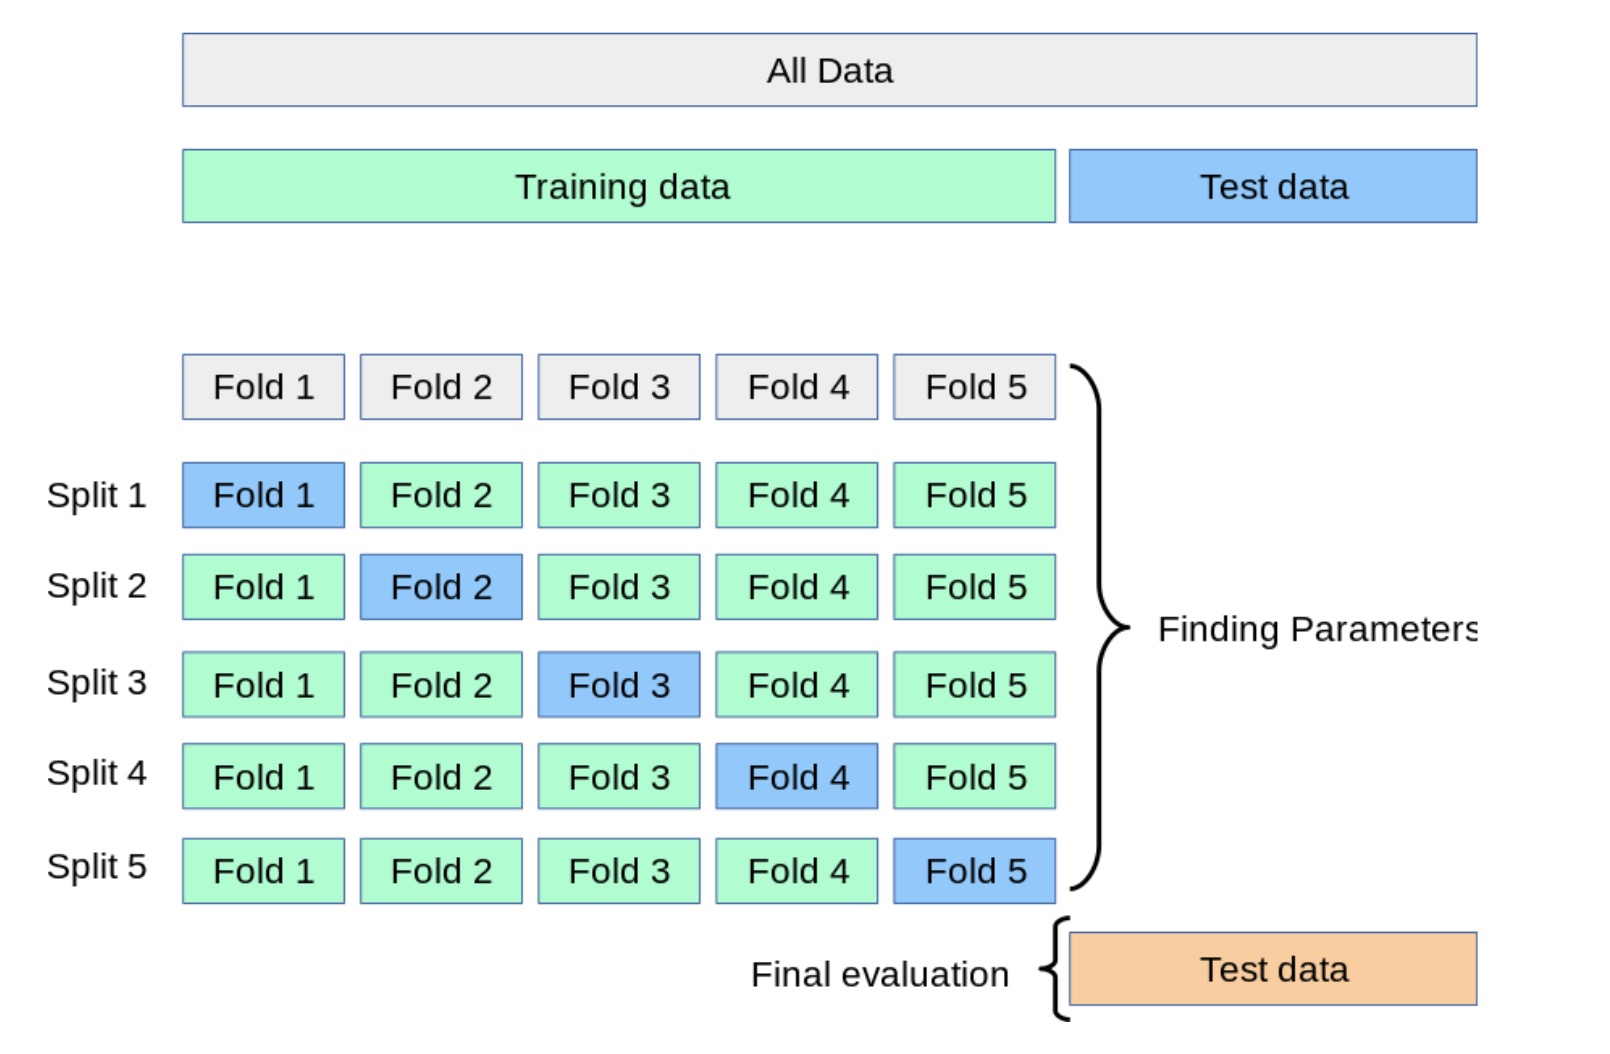 All Data
Training data Test data
Fold 1 Fold 2 Fold 3 Fold 4 Fold 5
Split 1 Fold 1 Fold 2 Fold 3 Fold 4 Fold 5
Split 2 Fold 1 Fold 2 Fold 3 Fold 4 Fold 5
Finding Parameters
Split 3 Fold 1 Fold 2 Fold 3 Fold 4 Fold 5
Split 4 Fold 1 Fold 2 Fold 3 Fold 4 Fold 5
Split 5 Fold 1 Fold 2 Fold 3 Fold 4 Fold 5
Final evaluation Test data